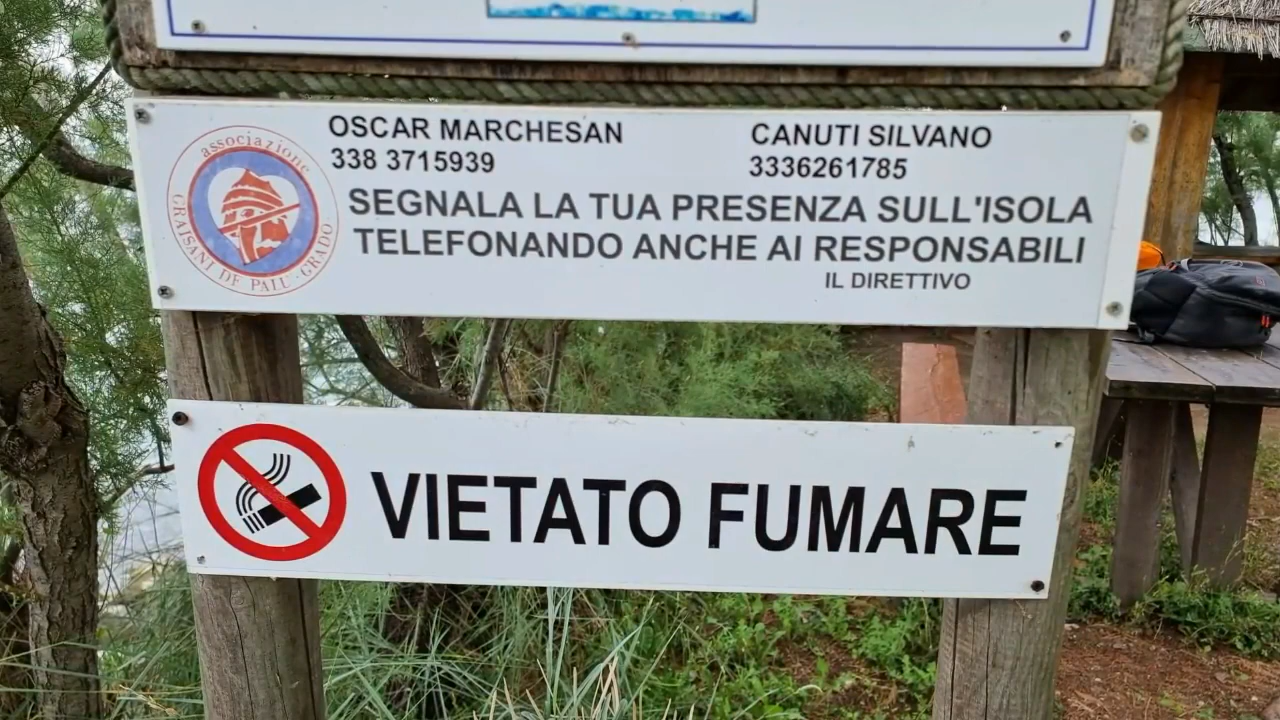 associazione
GRAISANI DE PALU - GRADO
OSCAR MARCHESAN
338 3715939
CANUTI SILVANO
3336261785
SEGNALA LA TUA PRESENZA SULL'ISOLA
TELEFONANDO ANCHE AI RESPONSABILI
IL DIRETTIVO
VIETATO FUMARE